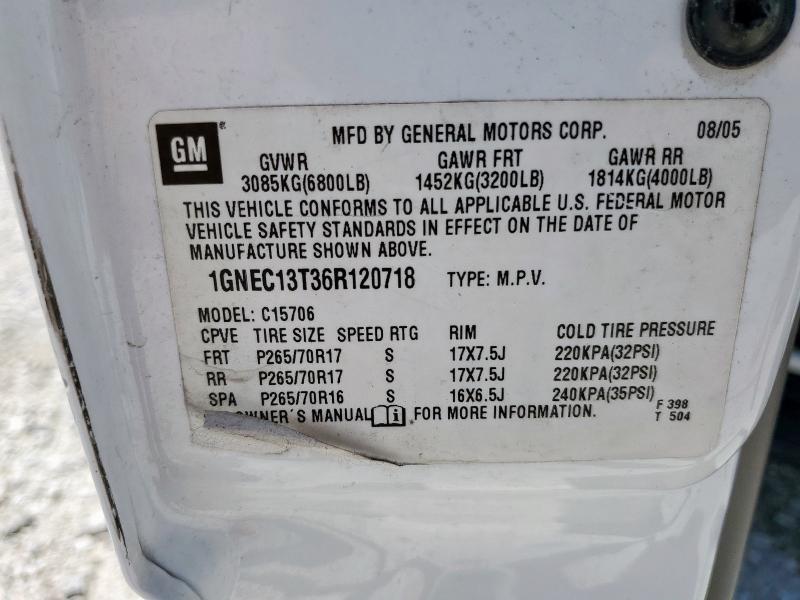 GM
MFD BY GENERAL MOTORS CORP. 08/05
GVWR GAWR FRT GAWR RR
3085KG(6800LB) 1452KG(3200LB) 1814KG(4000LB)
THIS VEHICLE CONFORMS TO ALL APPLICABLE U.S. FEDERAL MOTOR
VEHICLE SAFETY STANDARDS IN EFFECT ON THE DATE OF
MANUFACTURE SHOWN ABOVE.
1GNEC13T36R120718 TYPE: M.P.V.
MODEL: C15706
CPVE TIRE SIZE SPEED RTG RIM COLD TIRE PRESSURE
FRT P265/70R17 S 17X7.5J 220KPA(32PSI)
RR P265/70R17 S 17X7.5J 220KPA(32PSI)
SPA P265/70R16 S 16X6.5J 240KPA(35PSI)
OWNER'S MANUAL i FOR MORE INFORMATION.
F 398
T 504